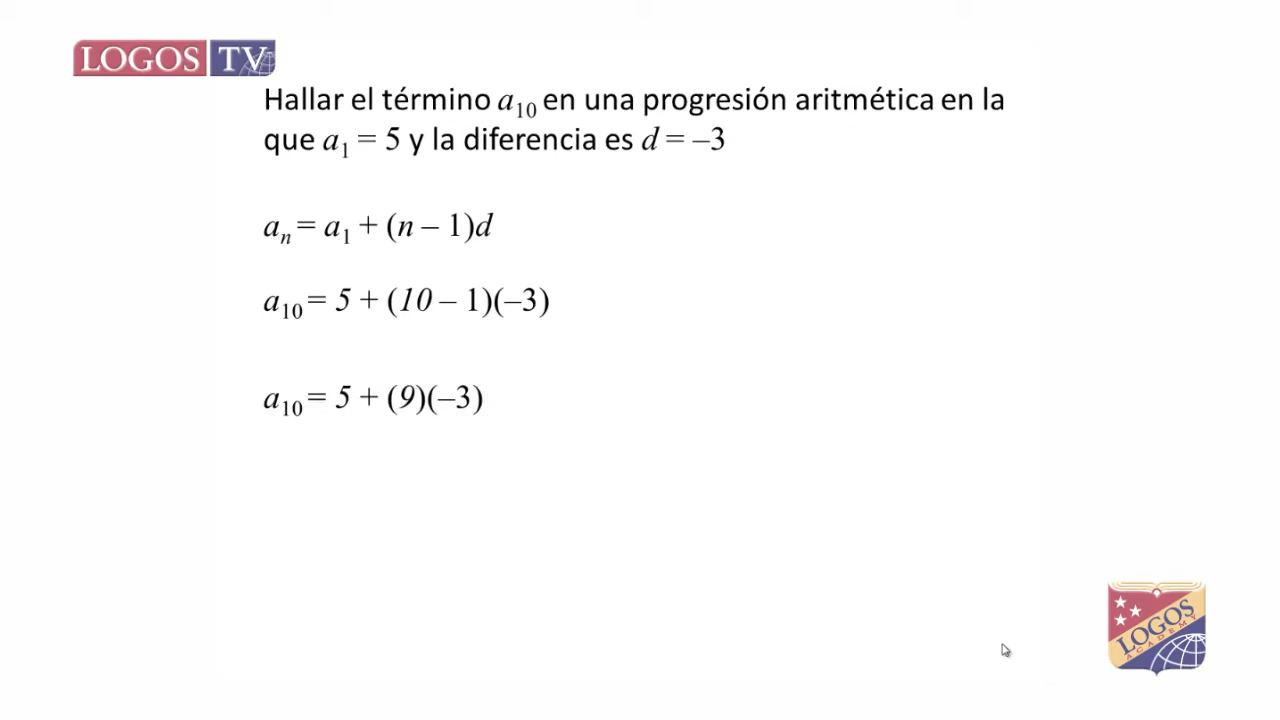 LOGOS TV
Hallar el término a₁₀ en una progresión aritmética en la
que a₁ = 5 y la diferencia es d = –3
aₙ = a₁ + (n – 1)d
a₁₀ = 5 + (10 – 1)(–3)
a₁₀ = 5 + (9)(–3)
LOGOS
ACADEMY